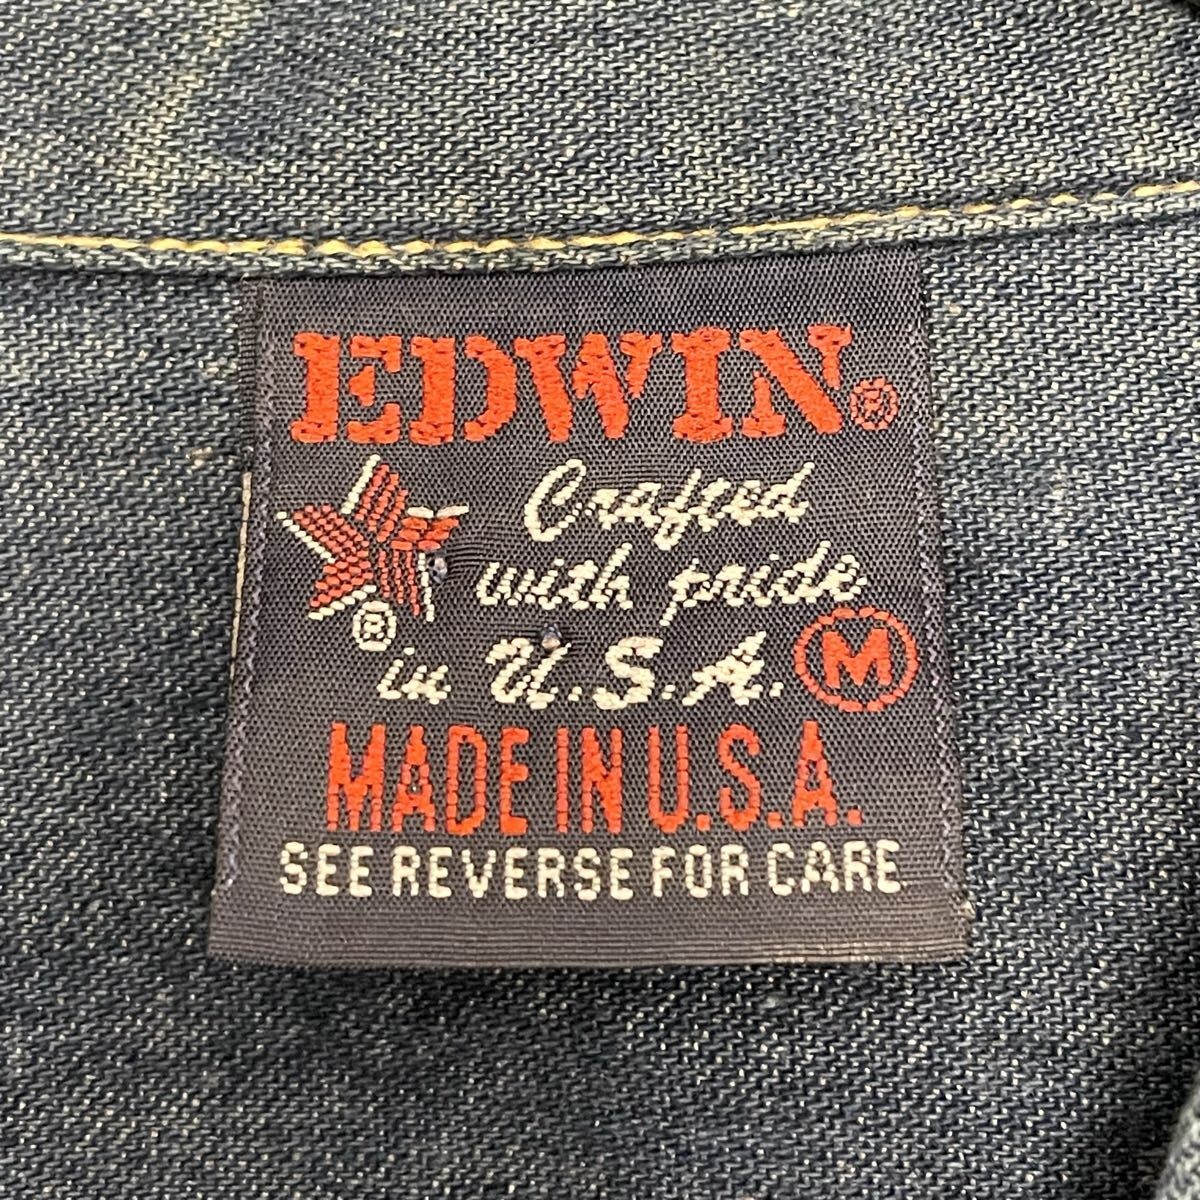 EDWIN®
Crafted
with pride
® in U.S.A. M
MADE IN U.S.A.
SEE REVERSE FOR CARE